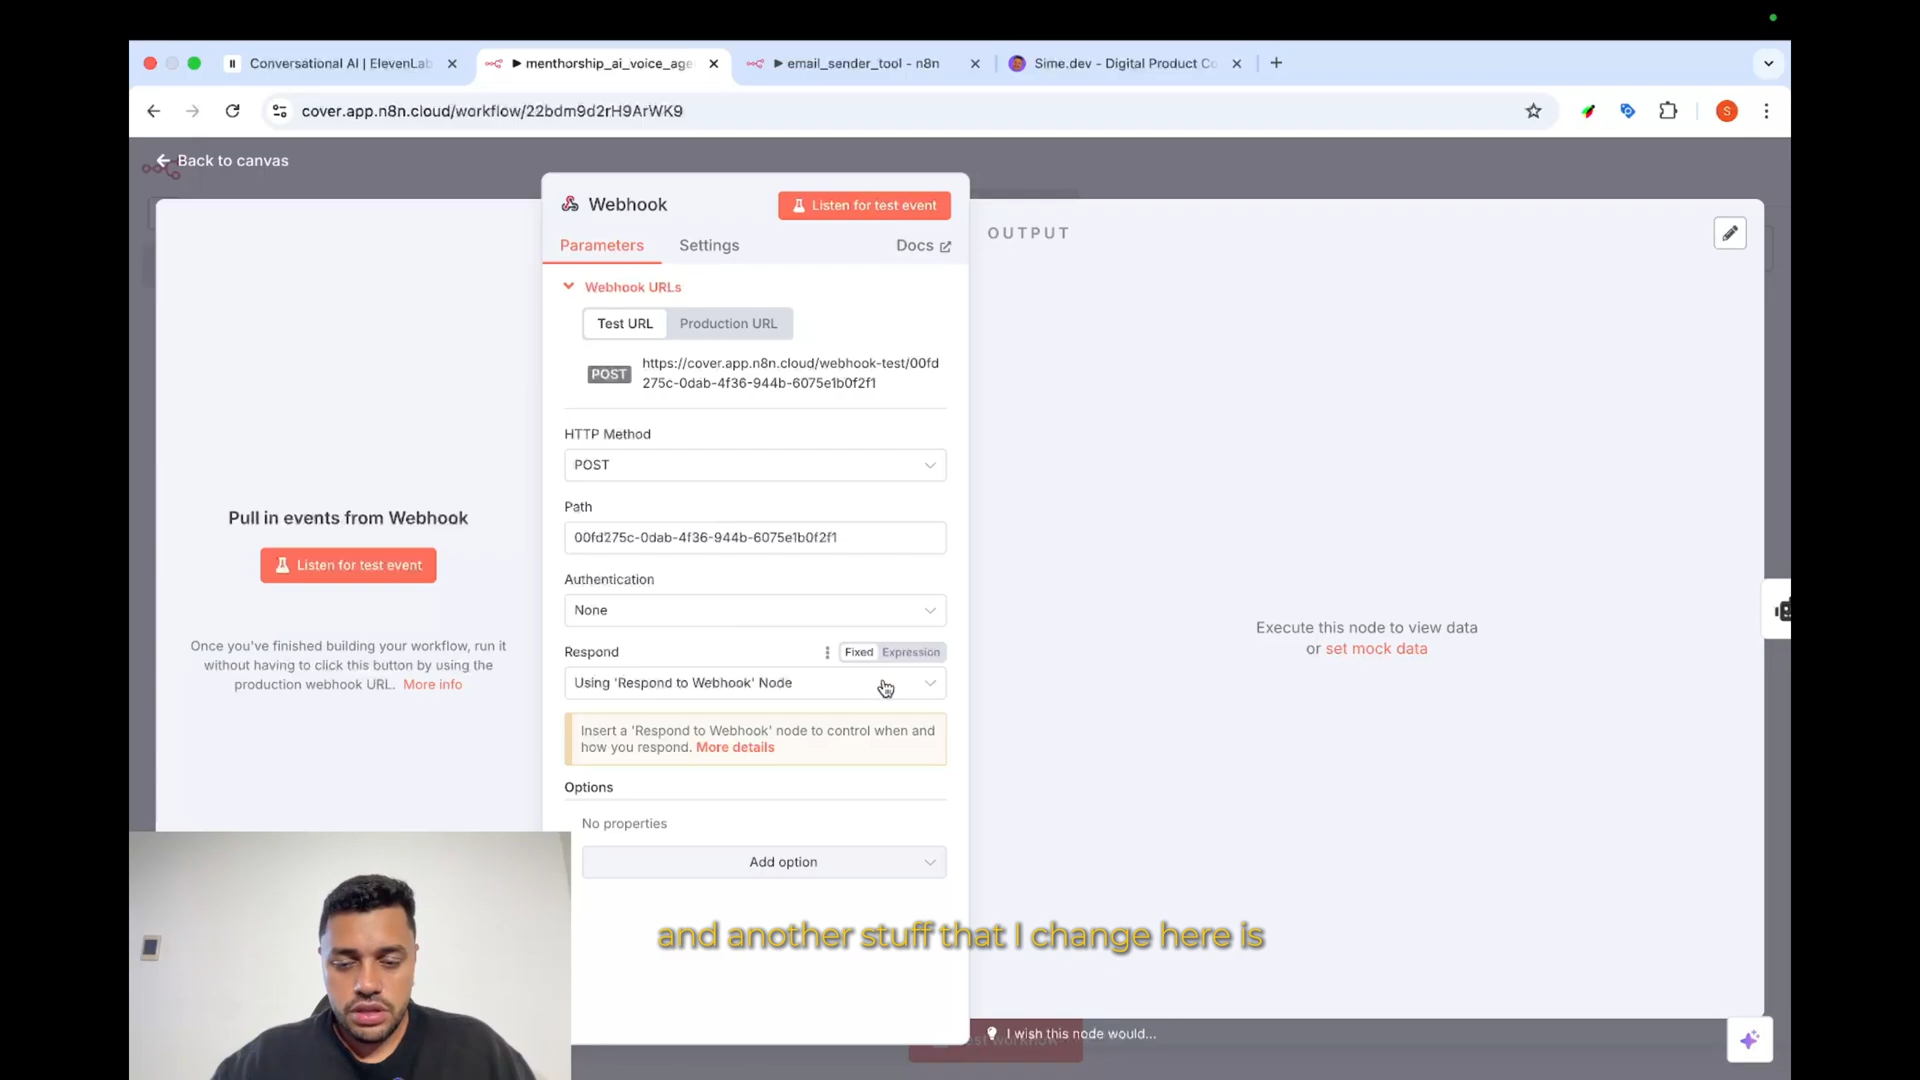 Conversational AI | ElevenLab
menthorship_ai_voice_age
email_sender_tool - n8n
Sime.dev - Digital Product Co
cover.app.n8n.cloud/workflow/22bdm9d2rH9ArWK9
S
Back to canvas
Webhook
Listen for test event
Parameters
Settings
Docs
OUTPUT
Webhook URLs
Test URL
Production URL
POST
https://cover.app.n8n.cloud/webhook-test/00fd
275c-0dab-4f36-944b-6075e1b0f2f1
HTTP Method
POST
Path
00fd275c-0dab-4f36-944b-6075e1b0f2f1
Authentication
None
Respond
Fixed
Expression
Using 'Respond to Webhook' Node
Insert a 'Respond to Webhook' node to control when and
how you respond. More details
Options
No properties
Add option
Pull in events from Webhook
Listen for test event
Once you've finished building your workflow, run it
without having to click this button by using the
production webhook URL. More info
Execute this node to view data
or set mock data
and another stuff that I change here is
I wish this node would...